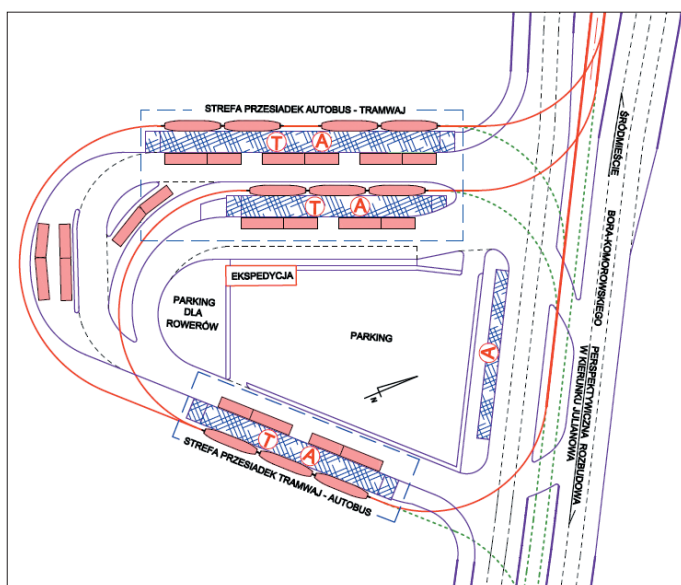 STREFA PRZESIADEK AUTOBUS - TRAMWAJ
T A
T A
EKSPEDYCJA
PARKING
DLA
ROWERÓW
PARKING
N
A
T A
STREFA PRZESIADEK TRAMWAJ - AUTOBUS
ŚRÓDMIEŚCIE
BORA-KOMOROWSKIEGO
PERSPEKTYWICZNA ROZBUDOWA
W KIERUNKU JULIANOWA